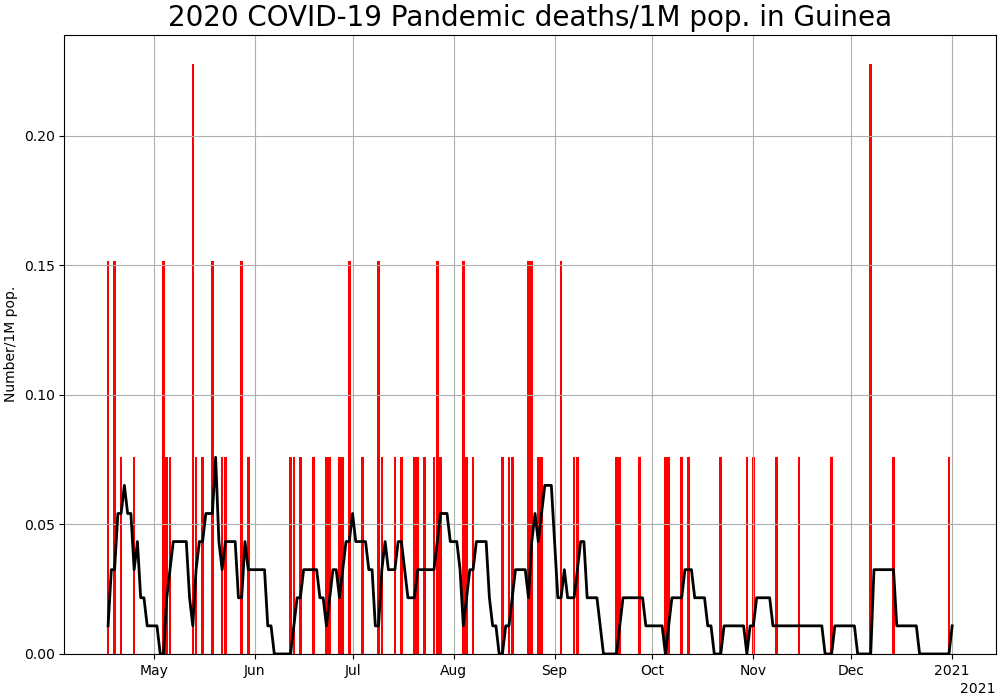 2020 COVID-19 Pandemic deaths/1M pop. in Guinea
Number/1M pop.
0.20
0.15
0.10
0.05
0.00
May Jun Jul Aug Sep Oct Nov Dec 2021
2021